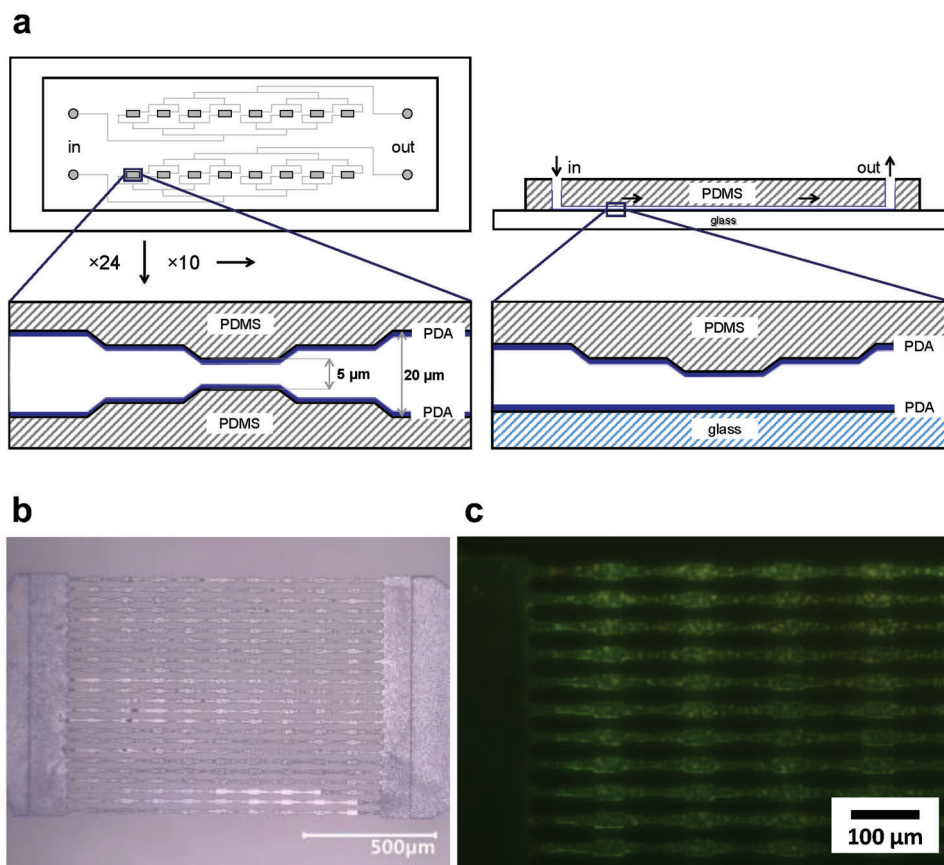 a
in
out
in
out
PDMS
glass
×24
×10
PDMS
PDA
5 µm
20 µm
PDA
PDMS
PDMS
PDA
PDA
glass
b
c
500µm
100 µm